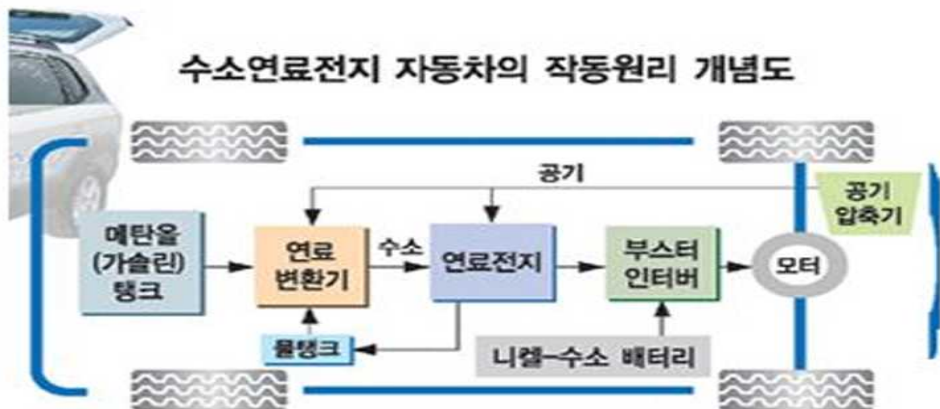 수소연료전지 자동차의 작동원리 개념도
공기
공기
압축기
메탄올
(가솔린)
탱크
연료
변환기
수소
연료전지
부스터
인터버
모터
물탱크
니켈-수소 배터리